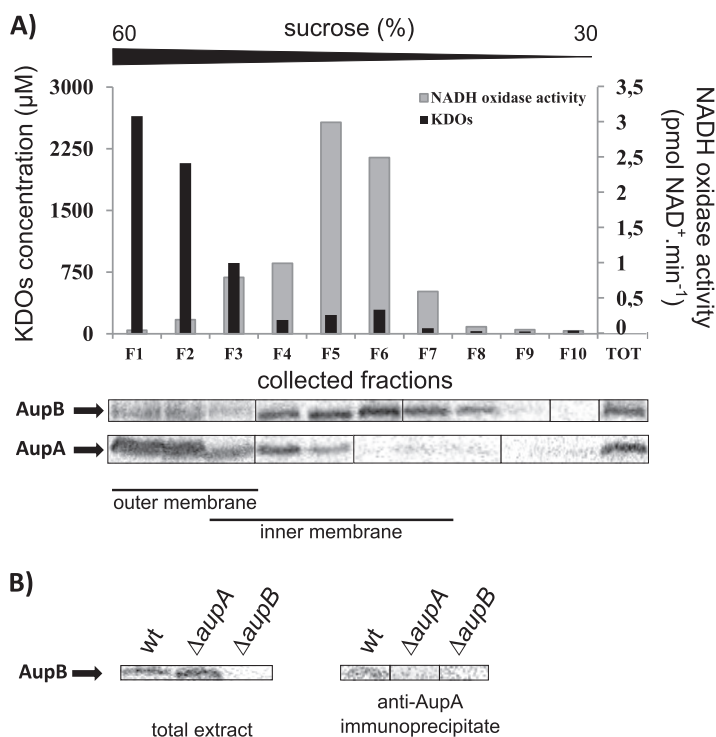 A)
60 sucrose (%) 30
KDOs concentration (µM)
3000
2250
1500
750
0
NADH oxidase activity
KDOs
3,5
3
2,5
2
1,5
1
0,5
0
NADH oxidase activity
(pmol NAD⁺.min⁻¹)
F1 F2 F3 F4 F5 F6 F7 F8 F9 F10 TOT
collected fractions
AupB
AupA
outer membrane
inner membrane
B)
wt ΔaupA ΔaupB
wt ΔaupA ΔaupB
AupB
total extract
anti-AupA
immunoprecipitate